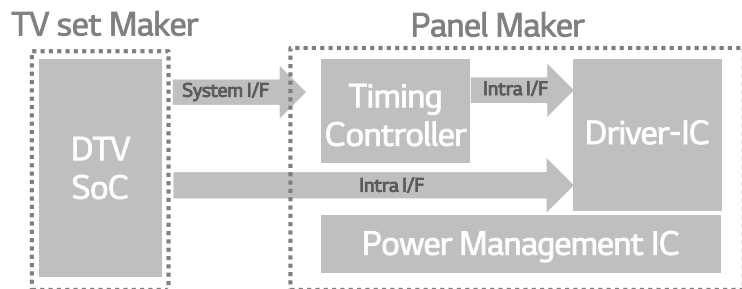 TV set Maker
Panel Maker
DTV
SoC
System I/F
Timing
Controller
Intra I/F
Driver-IC
Intra I/F
Power Management IC